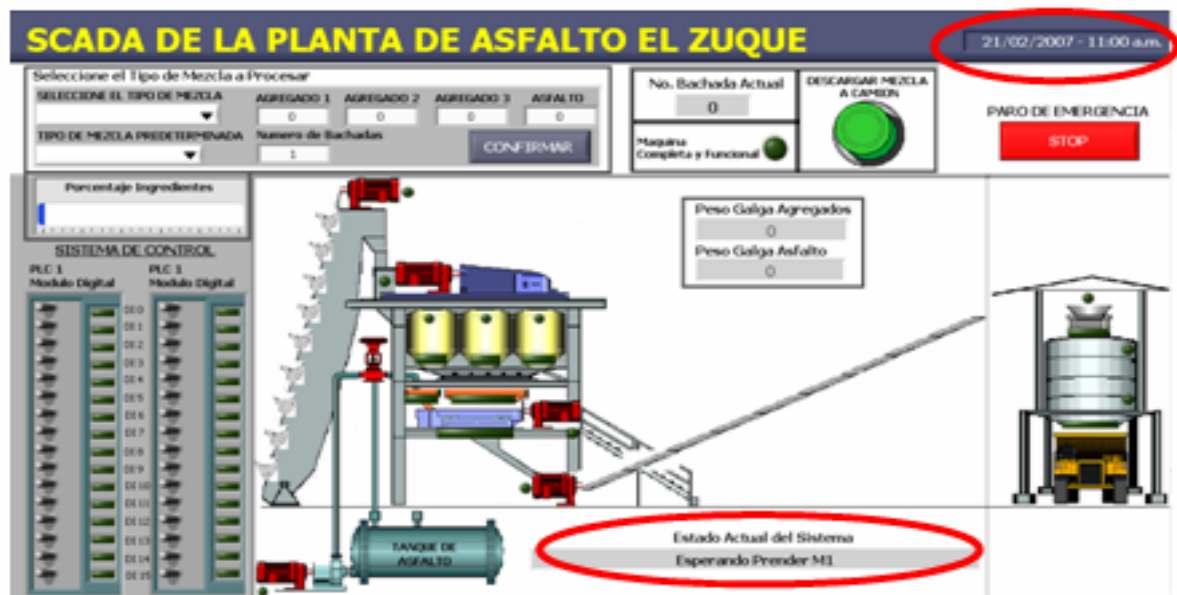 SCADA DE LA PLANTA DE ASFALTO EL ZUQUE
21/02/2007 - 11:00 a.m.
Seleccione el Tipo de Mezcla a Procesar
SELECCIONE EL TIPO DE MEZCLA
AGREGADO 1
AGREGADO 2
AGREGADO 3
ASFALTO
0
0
0
0
TIPO DE MEZCLA PREDETERMINADA
Numero de Bachadas
1
CONFIRMAR
No. Bachada Actual
0
Maquina
Completa y Funcional
DESCARGAR MEZCLA
A CAMION
PARO DE EMERGENCIA
STOP
Porcentaje Ingredientes
SISTEMA DE CONTROL
PLC 1
Modulo Digital
PLC 1
Modulo Digital
DI 0
DI 1
DI 2
DI 3
DI 4
DI 5
DI 6
DI 7
DI 8
DI 9
DI 10
DI 11
DI 12
DI 13
DI 14
DI 15
Peso Galga Agregados
0
Peso Galga Asfalto
0
TANQUE DE
ASFALTO
Estado Actual del Sistema
Esperando Prender M1